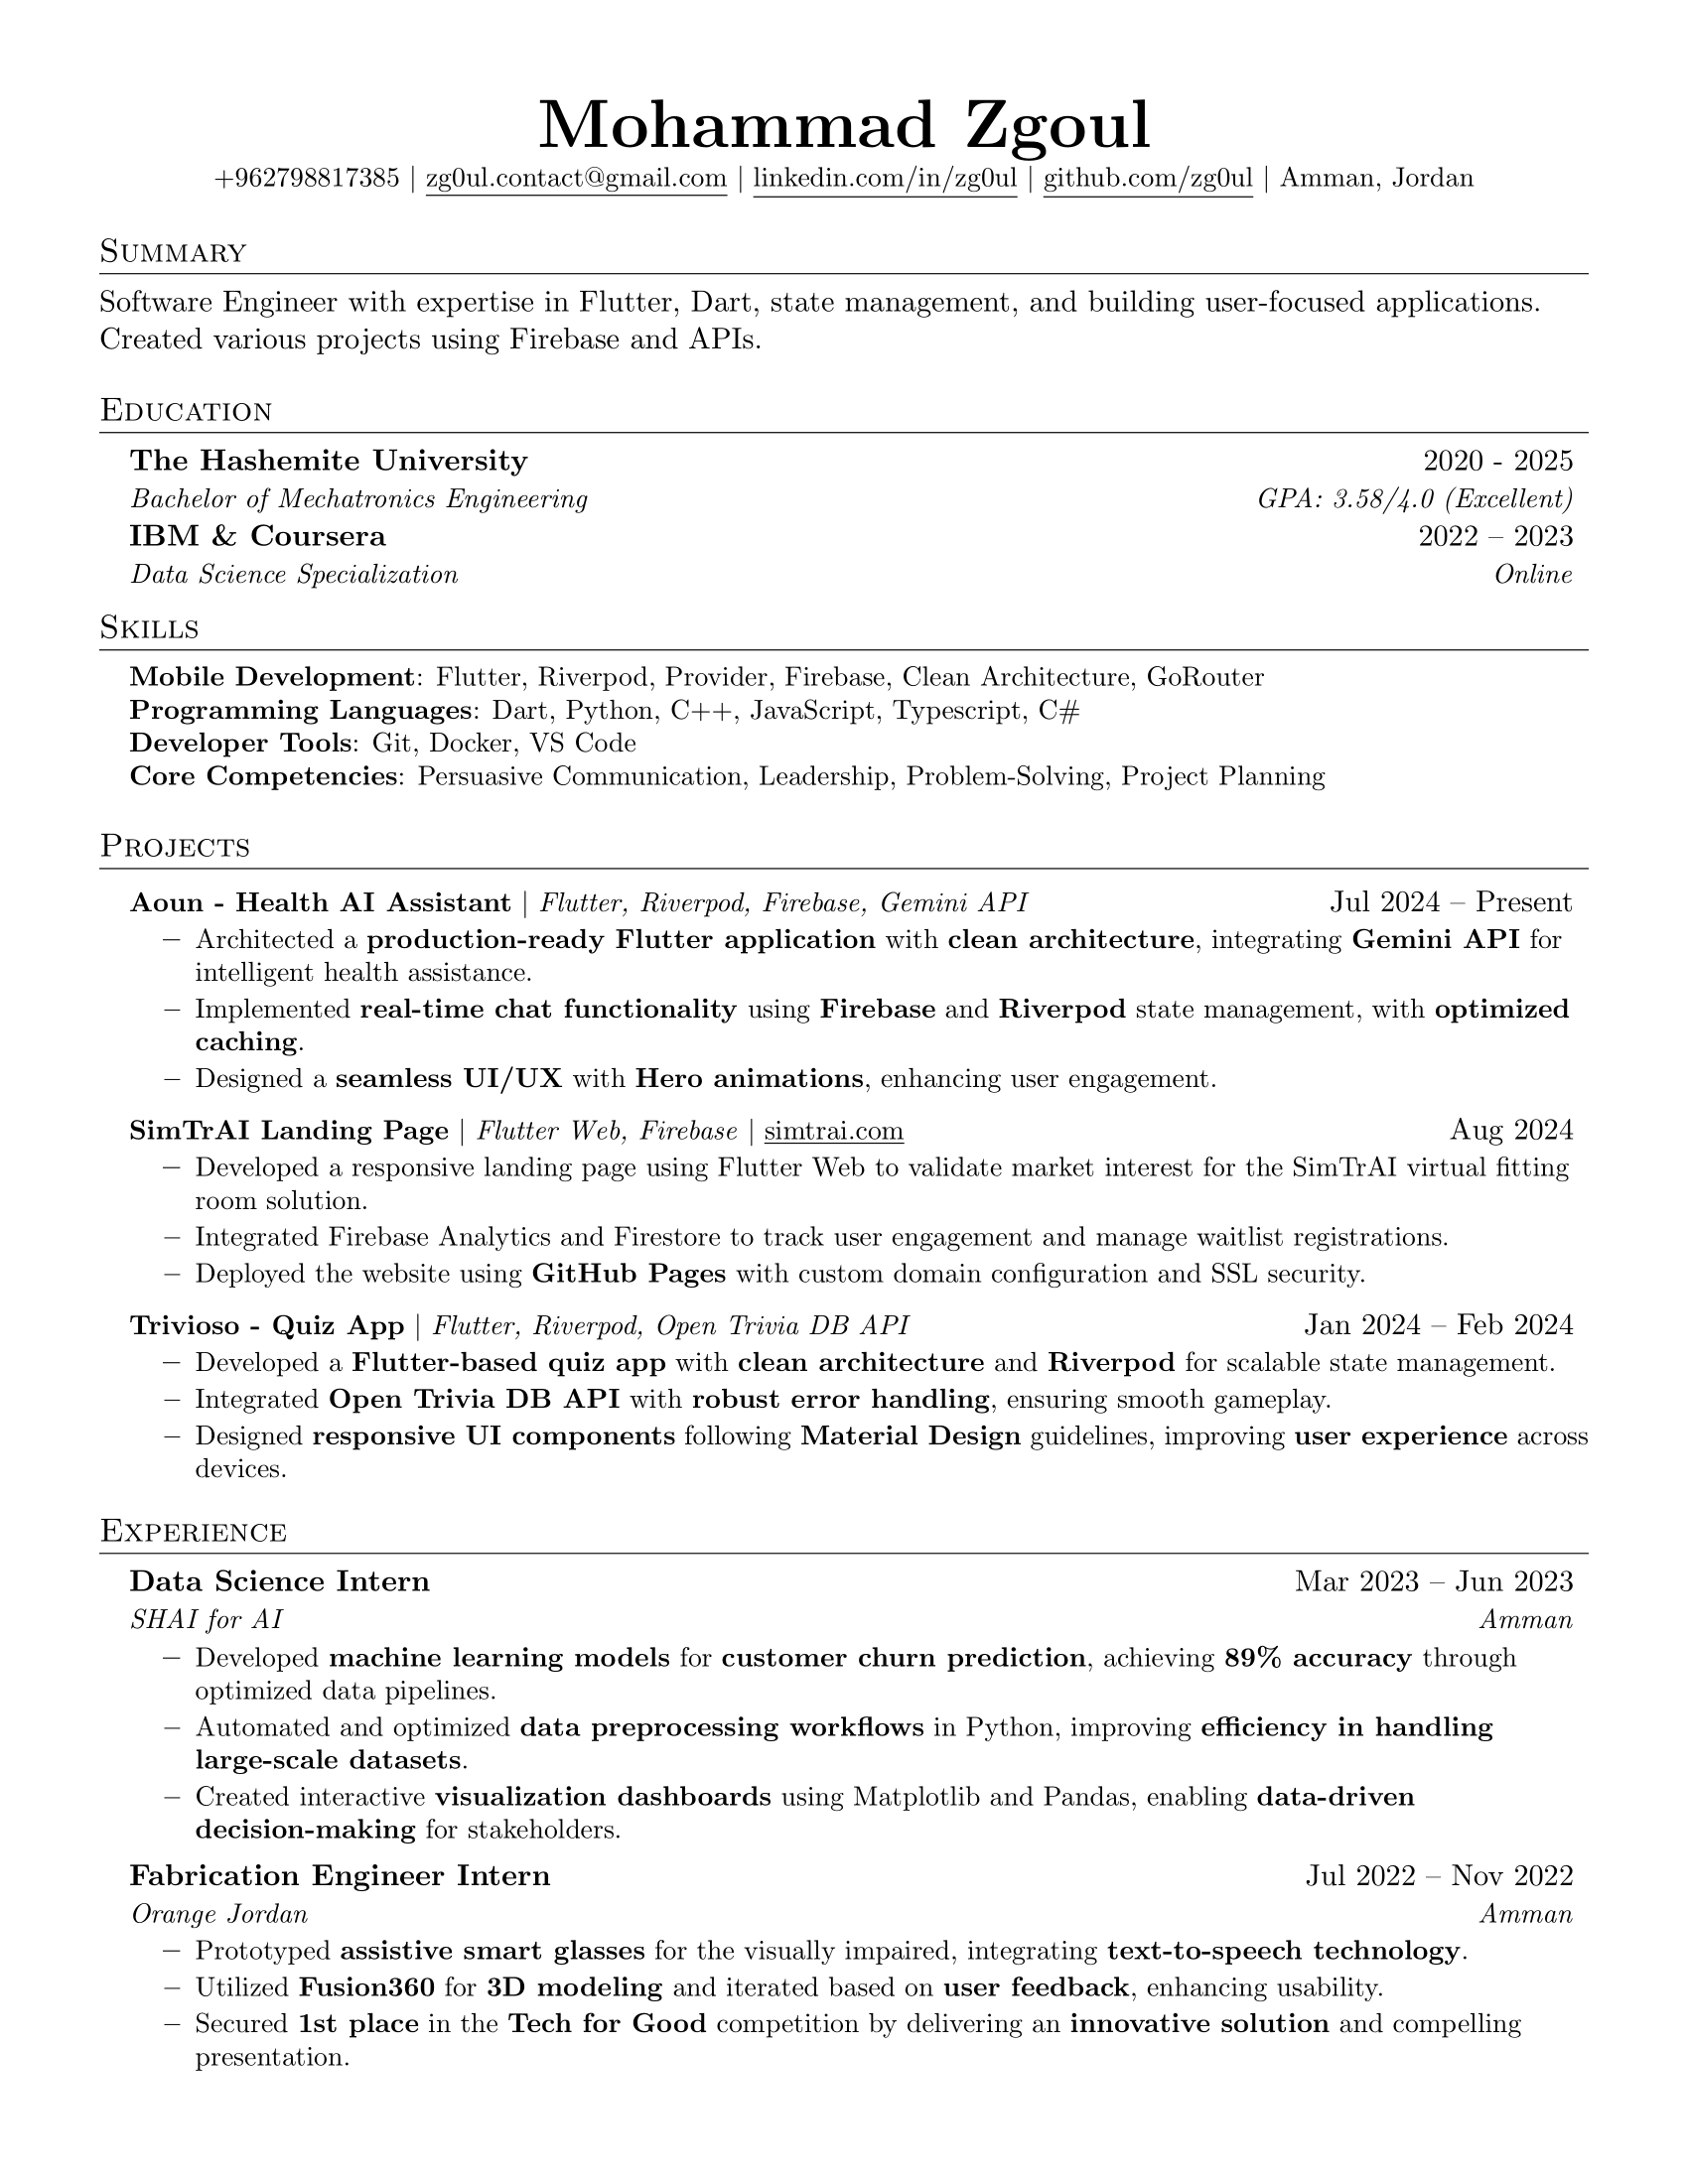 Mohammad Zgoul
+962798817385 | zg0ul.contact@gmail.com | linkedin.com/in/zg0ul | github.com/zg0ul | Amman, Jordan
Summary
Software Engineer with expertise in Flutter, Dart, state management, and building user-focused applications.
Created various projects using Firebase and APIs.
Education
The Hashemite University 2020 - 2025
Bachelor of Mechatronics Engineering GPA: 3.58/4.0 (Excellent)
IBM & Coursera 2022 – 2023
Data Science Specialization Online
Skills
Mobile Development: Flutter, Riverpod, Provider, Firebase, Clean Architecture, GoRouter
Programming Languages: Dart, Python, C++, JavaScript, Typescript, C#
Developer Tools: Git, Docker, VS Code
Core Competencies: Persuasive Communication, Leadership, Problem-Solving, Project Planning
Projects
Aoun - Health AI Assistant | Flutter, Riverpod, Firebase, Gemini API Jul 2024 – Present
– Architected a production-ready Flutter application with clean architecture, integrating Gemini API for
intelligent health assistance.
– Implemented real-time chat functionality using Firebase and Riverpod state management, with optimized
caching.
– Designed a seamless UI/UX with Hero animations, enhancing user engagement.
SimTrAI Landing Page | Flutter Web, Firebase | simtrai.com Aug 2024
– Developed a responsive landing page using Flutter Web to validate market interest for the SimTrAI virtual fitting
room solution.
– Integrated Firebase Analytics and Firestore to track user engagement and manage waitlist registrations.
– Deployed the website using GitHub Pages with custom domain configuration and SSL security.
Trivioso - Quiz App | Flutter, Riverpod, Open Trivia DB API Jan 2024 – Feb 2024
– Developed a Flutter-based quiz app with clean architecture and Riverpod for scalable state management.
– Integrated Open Trivia DB API with robust error handling, ensuring smooth gameplay.
– Designed responsive UI components following Material Design guidelines, improving user experience across
devices.
Experience
Data Science Intern Mar 2023 – Jun 2023
SHAI for AI Amman
– Developed machine learning models for customer churn prediction, achieving 89% accuracy through
optimized data pipelines.
– Automated and optimized data preprocessing workflows in Python, improving efficiency in handling
large-scale datasets.
– Created interactive visualization dashboards using Matplotlib and Pandas, enabling data-driven
decision-making for stakeholders.
Fabrication Engineer Intern Jul 2022 – Nov 2022
Orange Jordan Amman
– Prototyped assistive smart glasses for the visually impaired, integrating text-to-speech technology.
– Utilized Fusion360 for 3D modeling and iterated based on user feedback, enhancing usability.
– Secured 1st place in the Tech for Good competition by delivering an innovative solution and compelling
presentation.